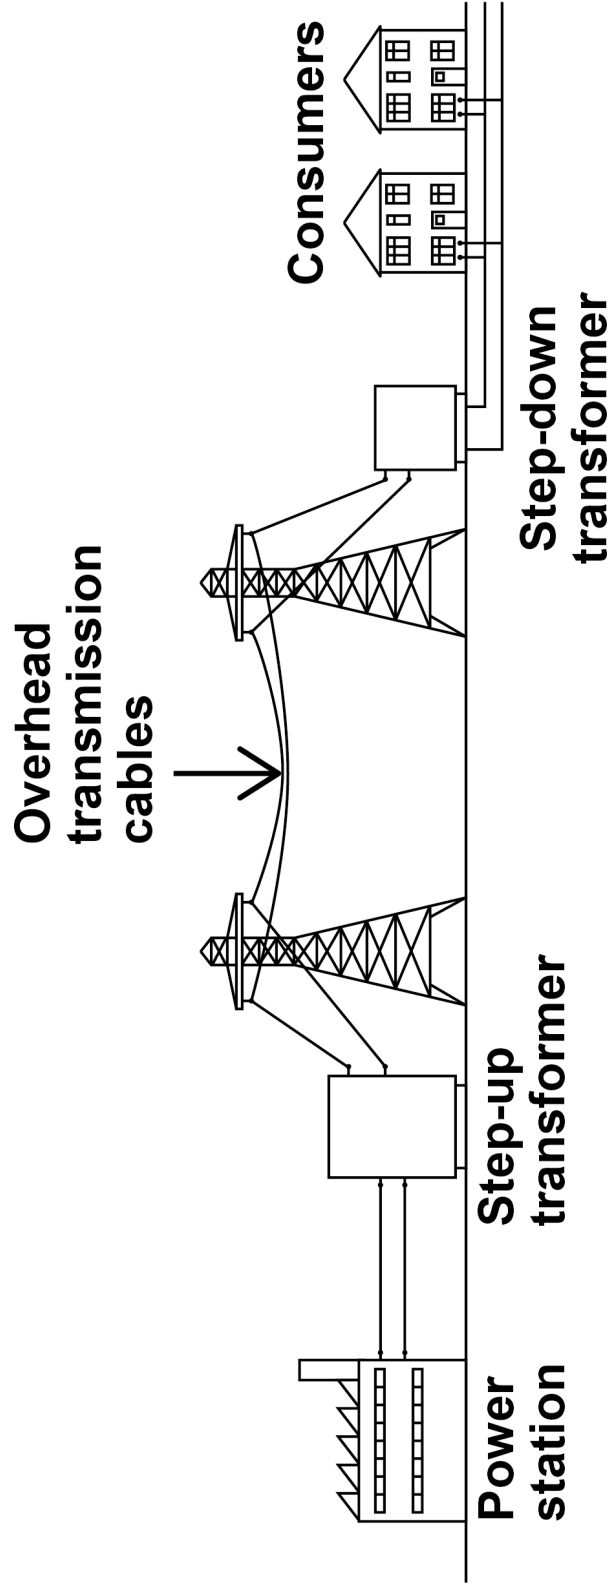 Overhead
transmission
cables
Consumers
Power
station
Step-up
transformer
Step-down
transformer